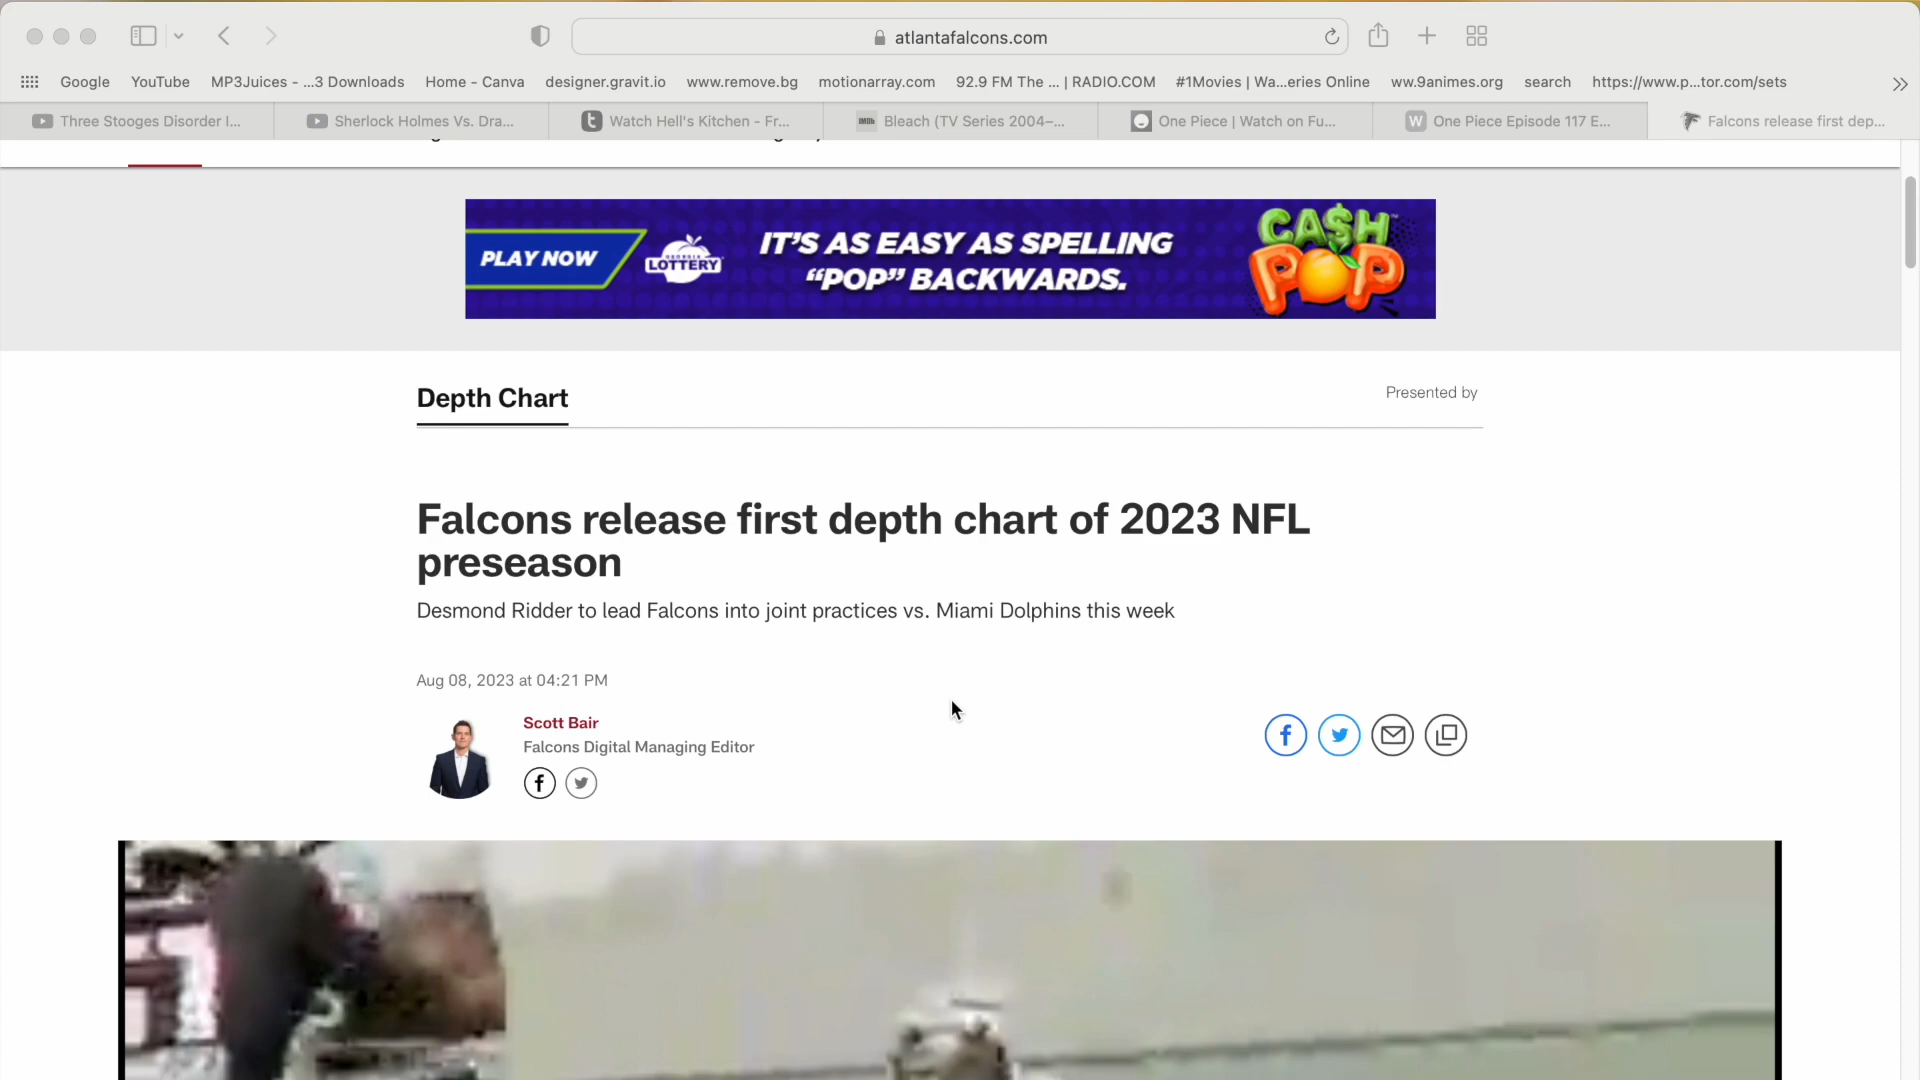 atlantafalcons.com
Google YouTube MP3Juices - ...3 Downloads Home - Canva designer.gravit.io www.remove.bg motionarray.com 92.9 FM The ... | RADIO.COM #1Movies | Wa...eries Online ww.9animes.org search https://www.p...tor.com/sets
Three Stooges Disorder I... Sherlock Holmes Vs. Dra... Watch Hell's Kitchen - Fr... IMDb Bleach (TV Series 2004–... One Piece | Watch on Fu... W One Piece Episode 117 E... Falcons release first dep...
PLAY NOW
GEORGIA
LOTTERY
IT'S AS EASY AS SPELLING
"POP" BACKWARDS.
CA$H
POP
Depth Chart
Presented by
Falcons release first depth chart of 2023 NFL
preseason
Desmond Ridder to lead Falcons into joint practices vs. Miami Dolphins this week
Aug 08, 2023 at 04:21 PM
Scott Bair
Falcons Digital Managing Editor